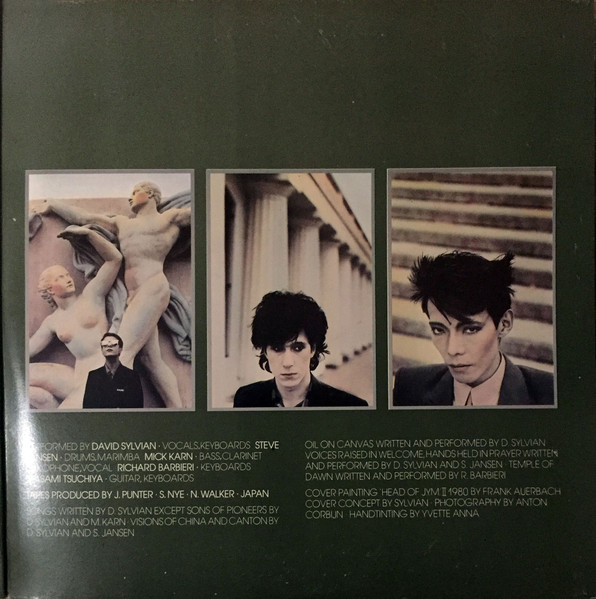 FORMED BY DAVID SYLVIAN · VOCALS, KEYBOARDS STEVE
NSEN · DRUMS, MARIMBA MICK KARN · BASS, CLARINET
OPHONE, VOCAL RICHARD BARBIERI · KEYBOARDS
ASAMI TSUCHIYA · GUITAR, KEYBOARDS
TAPES PRODUCED BY J. PUNTER · S. NYE · N. WALKER · JAPAN
SONGS WRITTEN BY D. SYLVIAN EXCEPT SONS OF PIONEERS BY
D. SYLVIAN AND M. KARN · VISIONS OF CHINA AND CANTON BY
D. SYLVIAN AND S. JANSEN
OIL ON CANVAS WRITTEN AND PERFORMED BY D. SYLVIAN
VOICES RAISED IN WELCOME, HANDS HELD IN PRAYER WRITTEN
AND PERFORMED BY D. SYLVIAN AND S. JANSEN · TEMPLE OF
DAWN WRITTEN AND PERFORMED BY R. BARBIERI
COVER PAINTING 'HEAD OF J.Y.M. II' 1980 BY FRANK AUERBACH
COVER CONCEPT BY SYLVIAN · PHOTOGRAPHY BY ANTON
CORBIJN · HANDTINTING BY YVETTE ANNA